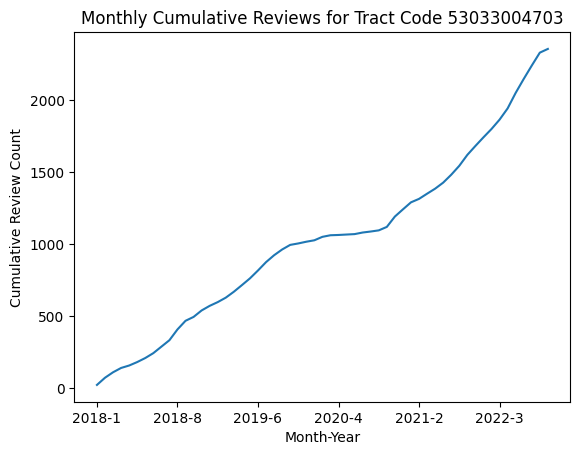 Monthly Cumulative Reviews for Tract Code 53033004703
Cumulative Review Count
2000
1500
1000
500
0
2018-1 2018-8 2019-6 2020-4 2021-2 2022-3
Month-Year